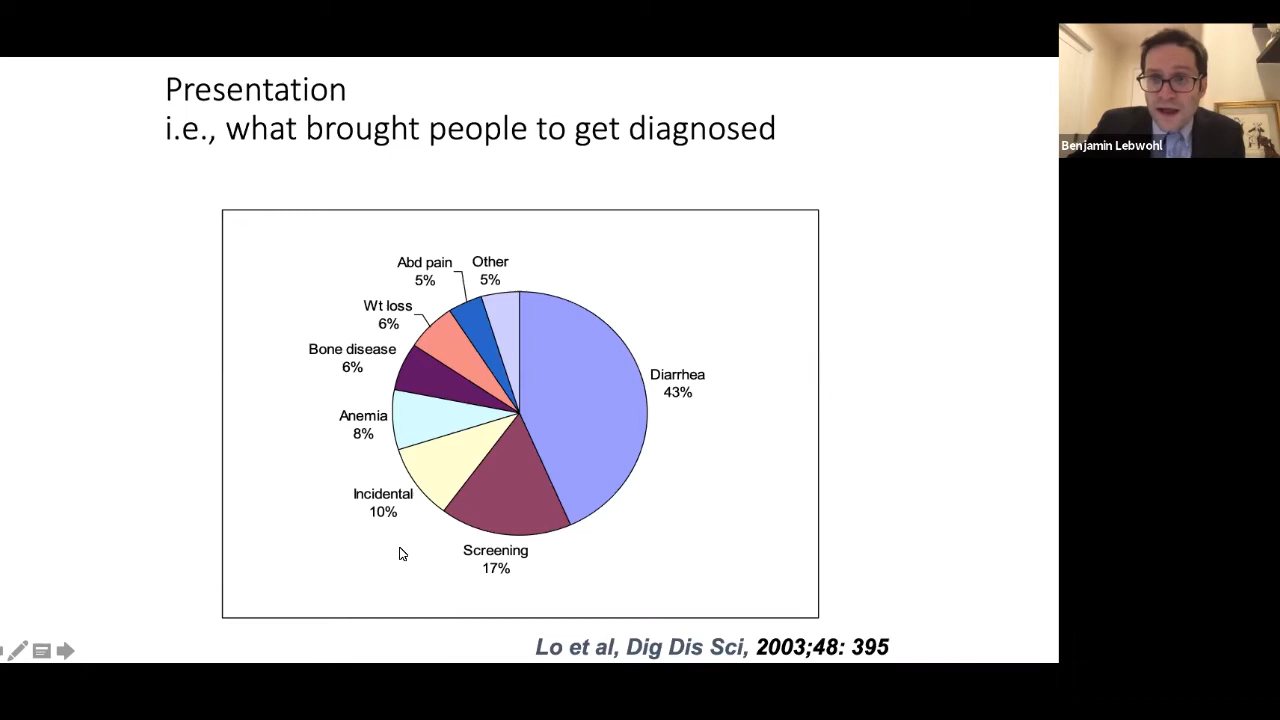 Presentation
i.e., what brought people to get diagnosed
Benjamin Lebwohl
Abd pain
5%
Other
5%
Wt loss
6%
Bone disease
6%
Diarrhea
43%
Anemia
8%
Incidental
10%
Screening
17%
Lo et al, Dig Dis Sci, 2003;48: 395